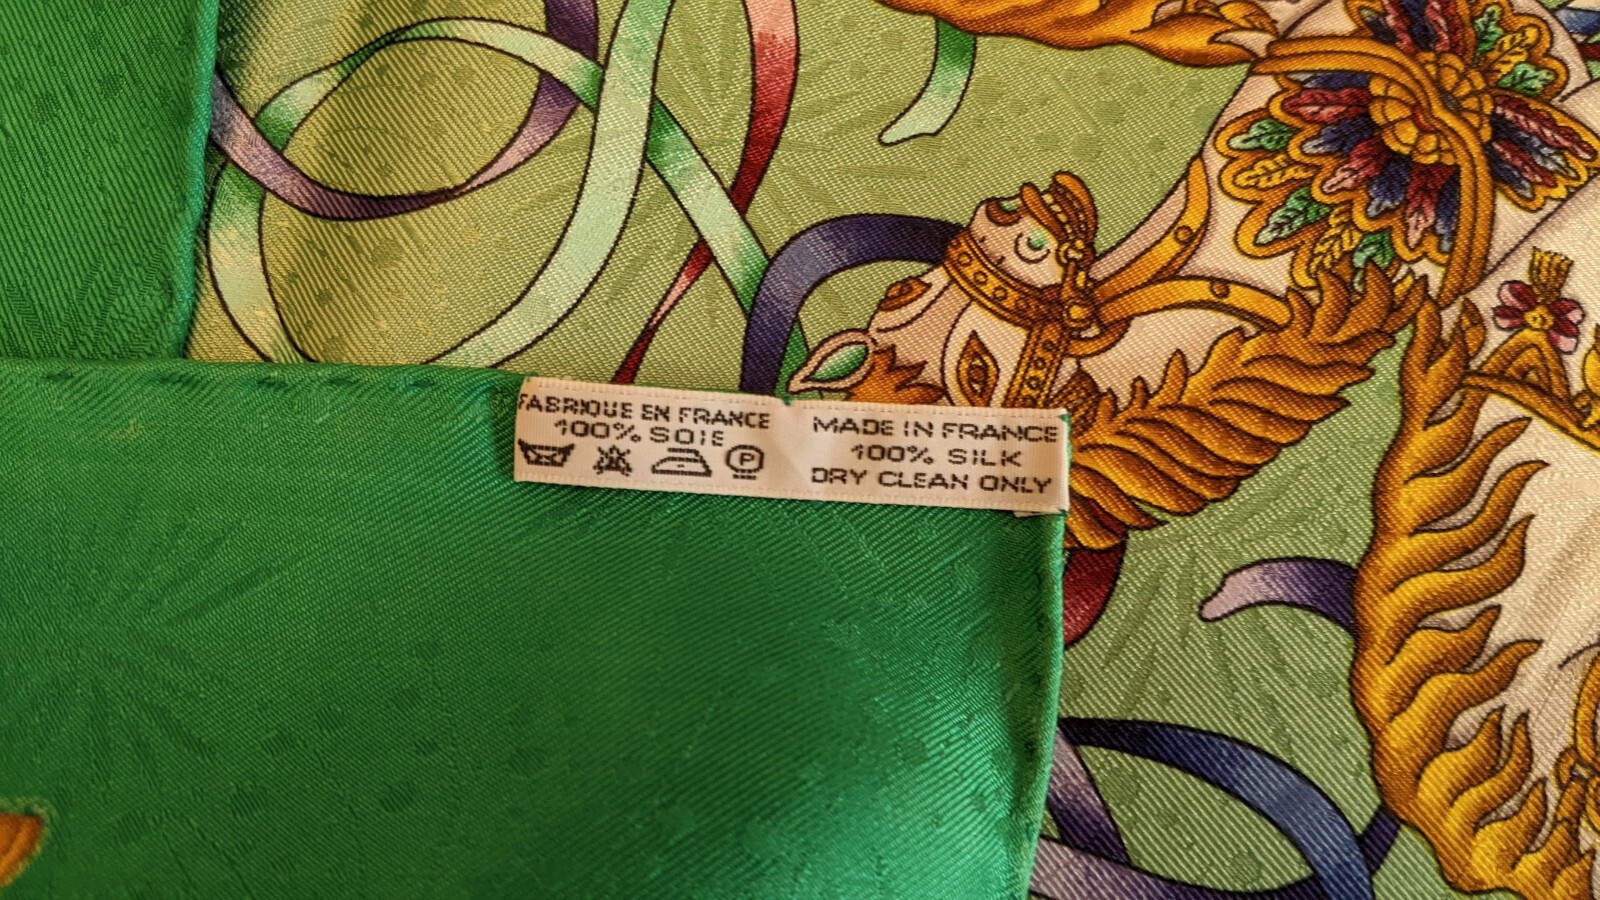 FABRIQUE EN FRANCE
100% SOIE
P
MADE IN FRANCE
100% SILK
DRY CLEAN ONLY